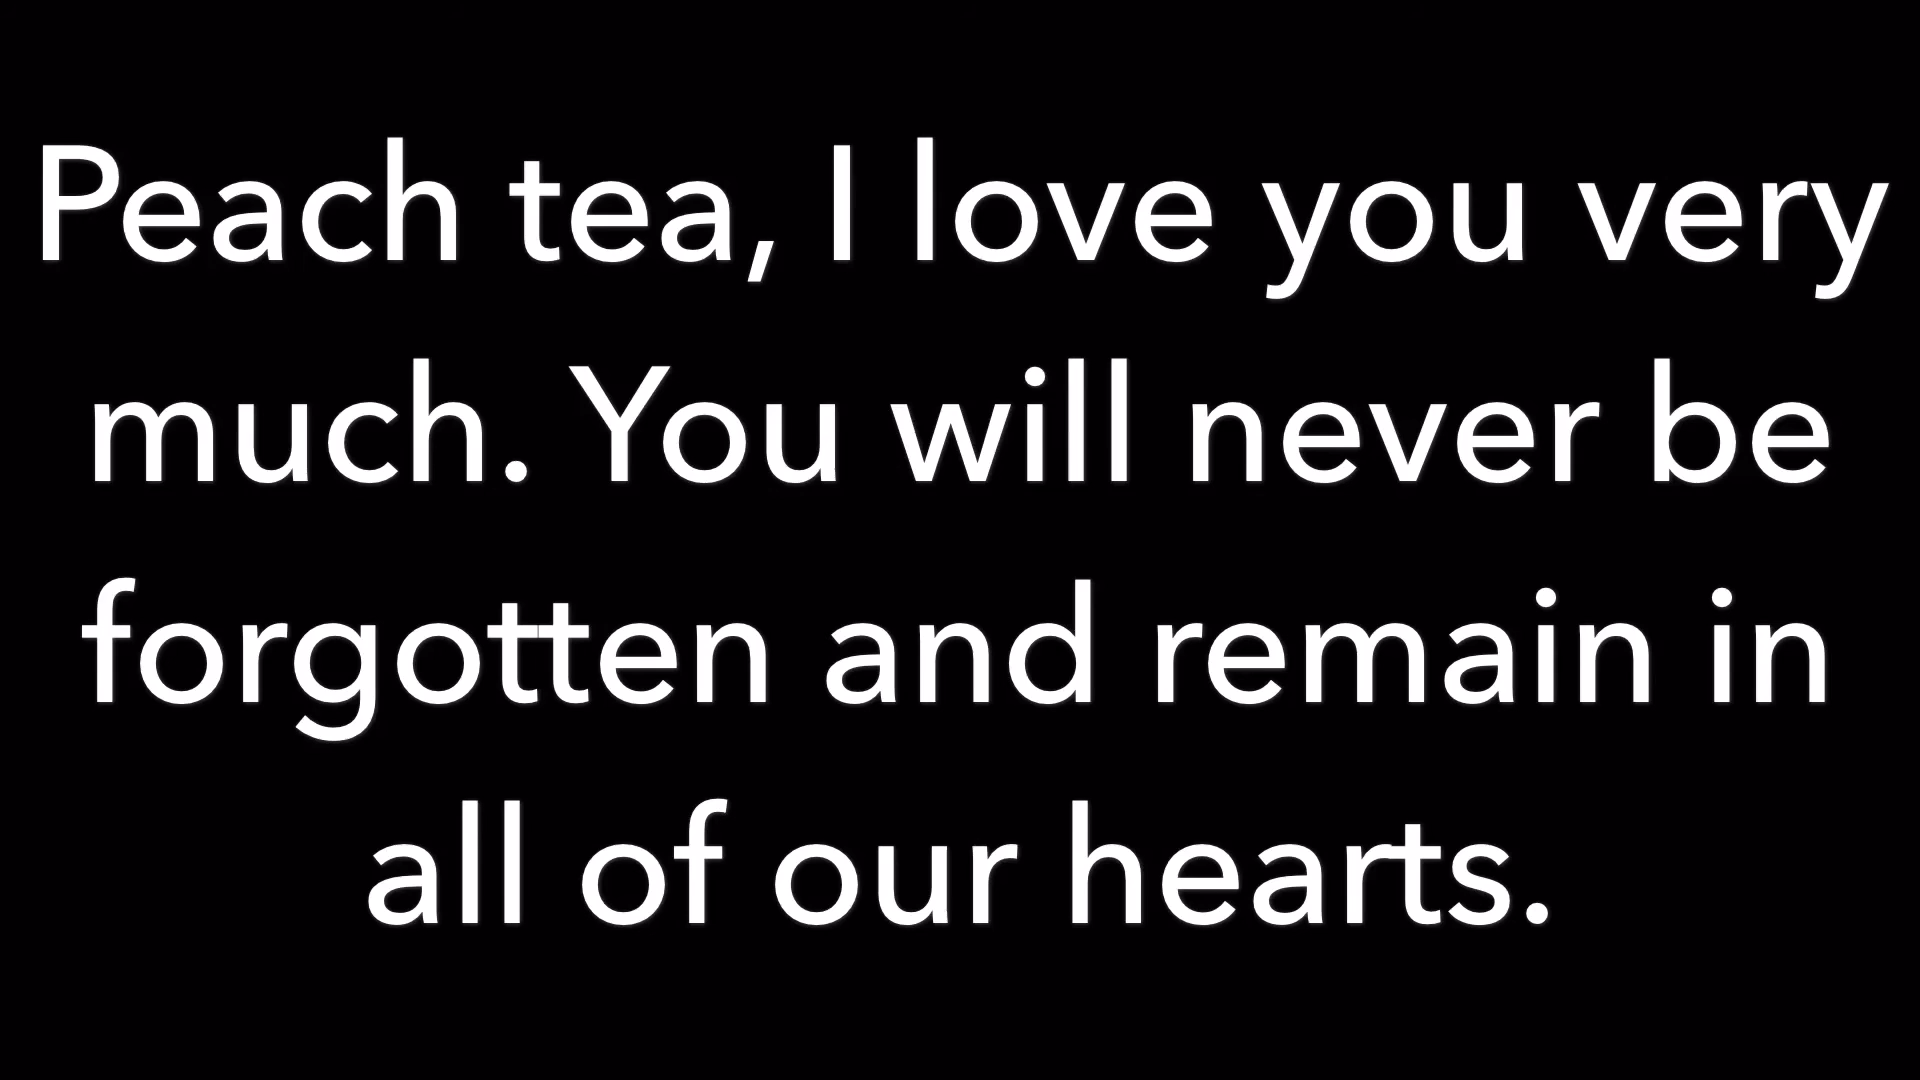 Peach tea, I love you very
much. You will never be
forgotten and remain in
all of our hearts.